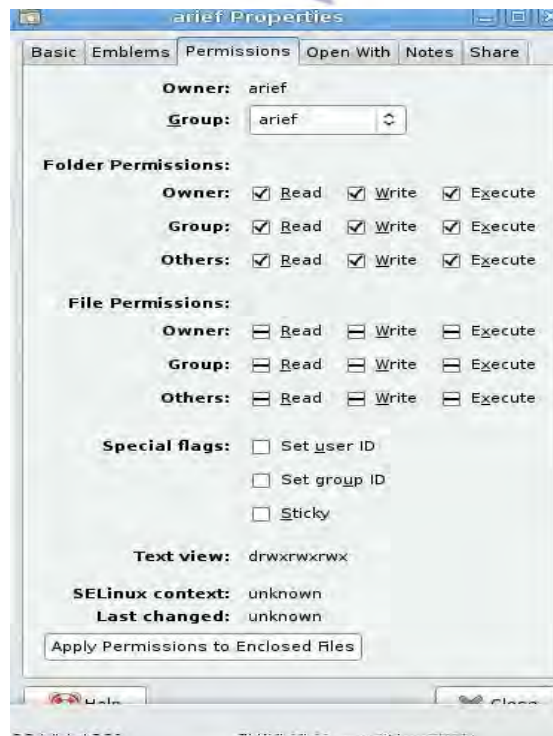 arief Properties
Basic Emblems Permissions Open With Notes Share
Owner: arief
Group: arief
Folder Permissions:
Owner: Read Write Execute
Group: Read Write Execute
Others: Read Write Execute
File Permissions:
Owner: Read Write Execute
Group: Read Write Execute
Others: Read Write Execute
Special flags: Set user ID
Set group ID
Sticky
Text view: drwxrwxrwx
SELinux context: unknown
Last changed: unknown
Apply Permissions to Enclosed Files
Help Close